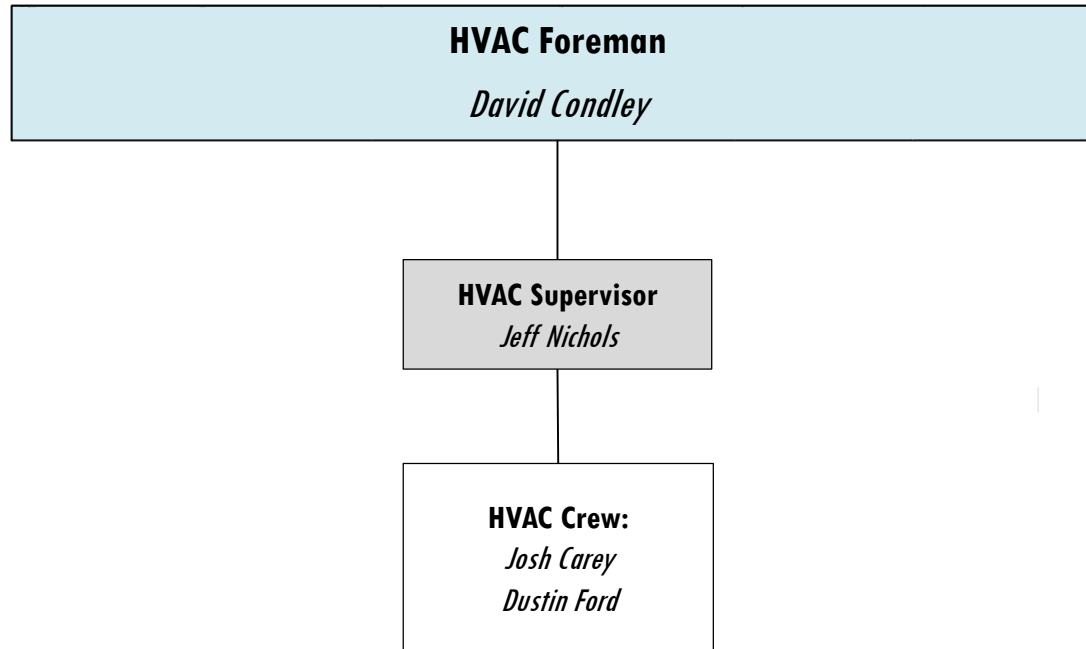 HVAC Foreman
David Condley
HVAC Supervisor
Jeff Nichols
HVAC Crew:
Josh Carey
Dustin Ford